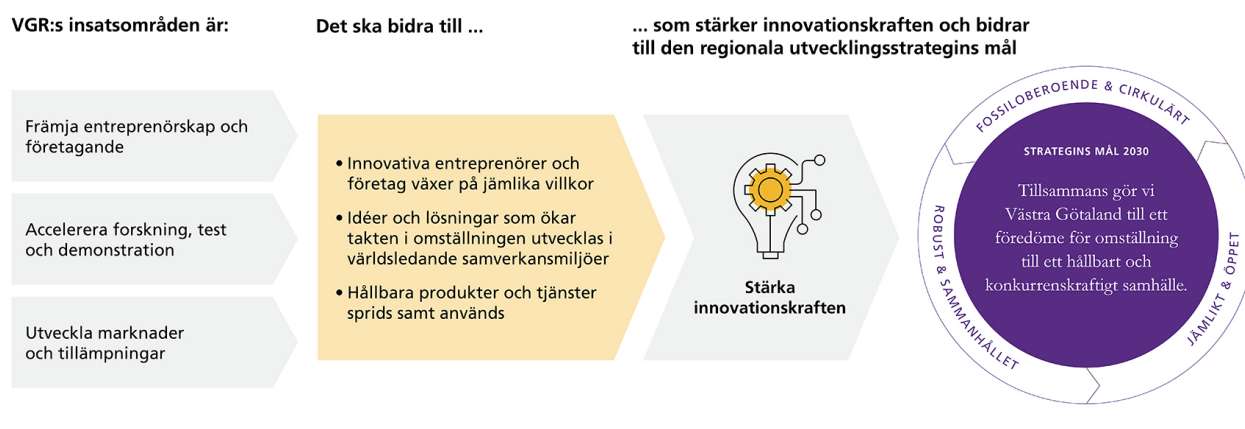 VGR:s insatsområden är:
Främja entreprenörskap och
företagande
Accelerera forskning, test
och demonstration
Utveckla marknader
och tillämpningar
Det ska bidra till ...
• Innovativa entreprenörer och
företag växer på jämlika villkor
• Idéer och lösningar som ökar
takten i omställningen utvecklas i
världsledande samverkansmiljöer
• Hållbara produkter och tjänster
sprids samt används
... som stärker innovationskraften och bidrar
till den regionala utvecklingsstrategins mål
Stärka
innovationskraften
FOSSILOBEROENDE & CIRKULÄRT
JÄMLIKT & ÖPPET
ROBUST & SAMMANHÅLLET
STRATEGINS MÅL 2030
Tillsammans gör vi
Västra Götaland till ett
föredöme för omställning
till ett hållbart och
konkurrenskraftigt samhälle.